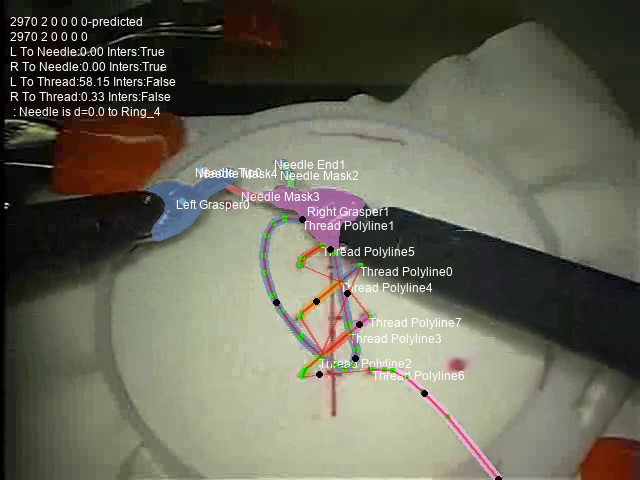 2970 2 0 0 0 0-predicted
2970 2 0 0 0 0
L To Needle:0.00 Inters:True
R To Needle:0.00 Inters:True
L To Thread:58.15 Inters:False
R To Thread:0.33 Inters:False
: Needle is d=0.0 to Ring_4
Needle End1
Needle Mask4
Needle Mask2
Needle Mask3
Left Grasper0
Right Grasper1
Thread Polyline1
Thread Polyline5
Thread Polyline0
Thread Polyline4
Thread Polyline7
Thread Polyline3
Thread Polyline2
Thread Polyline6